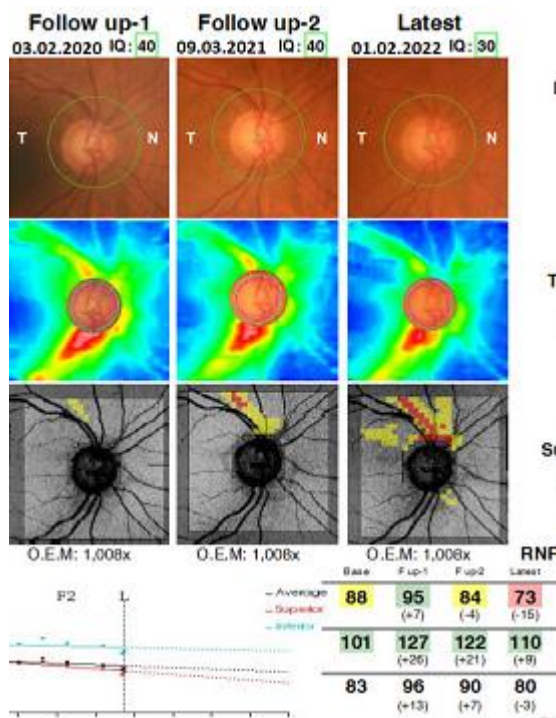 Follow up-1 Follow up-2 Latest
03.02.2020 IQ: 40 09.03.2021 IQ: 40 01.02.2022 IQ: 30
T N T N T N
O.E.M: 1,008x O.E.M: 1,008x O.E.M: 1,008x
Base F up-1 F up-2 Latest
F2 L
Average 88 95 84 73
(+7) (-4) (-15)
Superior
101 127 122 110
(+26) (+21) (+9)
83 96 90 80
(+13) (+7) (-3)